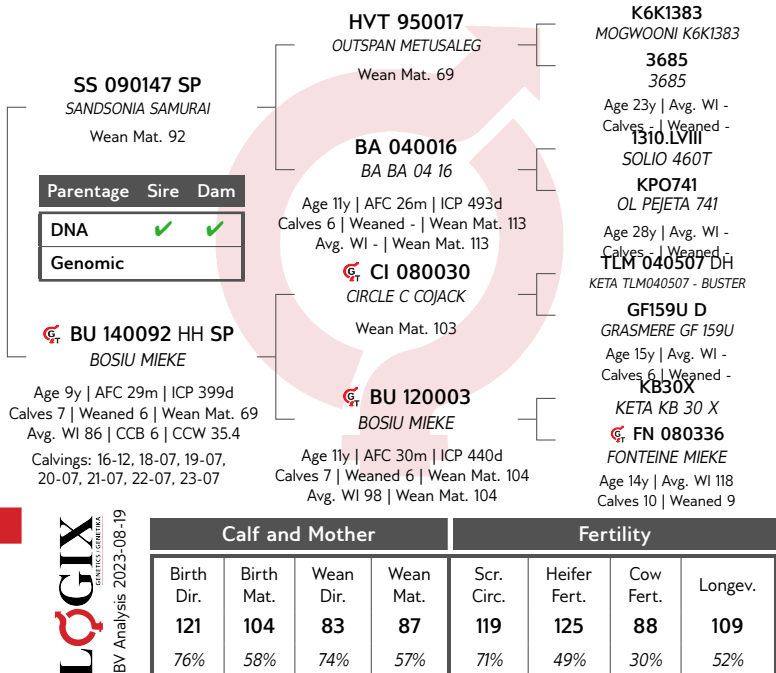 SS 090147 SP
SANDSONIA SAMURAI
Wean Mat. 92
Parentage Sire Dam
DNA ✔ ✔
Genomic
BU 140092 HH SP
BOSIU MIEKE
Age 9y | AFC 29m | ICP 399d
Calves 7 | Weaned 6 | Wean Mat. 69
Avg. WI 86 | CCB 6 | CCW 35.4
Calvings: 16-12, 18-07, 19-07,
20-07, 21-07, 22-07, 23-07
HVT 950017
OUTSPAN METUSALEG
Wean Mat. 69
BA 040016
BA BA 04 16
Age 11y | AFC 26m | ICP 493d
Calves 6 | Weaned - | Wean Mat. 113
Avg. WI - | Wean Mat. 113
CI 080030
CIRCLE C COJACK
Wean Mat. 103
BU 120003
BOSIU MIEKE
Age 11y | AFC 30m | ICP 440d
Calves 7 | Weaned 6 | Wean Mat. 104
Avg. WI 98 | Wean Mat. 104
K6K1383
MOGWOONI K6K1383
3685
3685
Age 23y | Avg. WI -
Calves - | Weaned -
1310.LVIII
SOLIO 460T
KPO741
OL PEJETA 741
Age 28y | Avg. WI -
Calves - | Weaned -
TLM 040507 DH
KETA TLM040507 - BUSTER
GF159U D
GRASMERE GF 159U
Age 15y | Avg. WI -
Calves 6 | Weaned -
KB30X
KETA KB 30 X
FN 080336
FONTEINE MIEKE
Age 14y | Avg. WI 118
Calves 10 | Weaned 9
LOGIX
GENETICS | GENETIKA
BV Analysis 2023-08-19
Calf and Mother Fertility
Birth Dir. Birth Mat. Wean Dir. Wean Mat. Scr. Circ. Heifer Fert. Cow Fert. Longev.
121 104 83 87 119 125 88 109
76% 58% 74% 57% 71% 49% 30% 52%